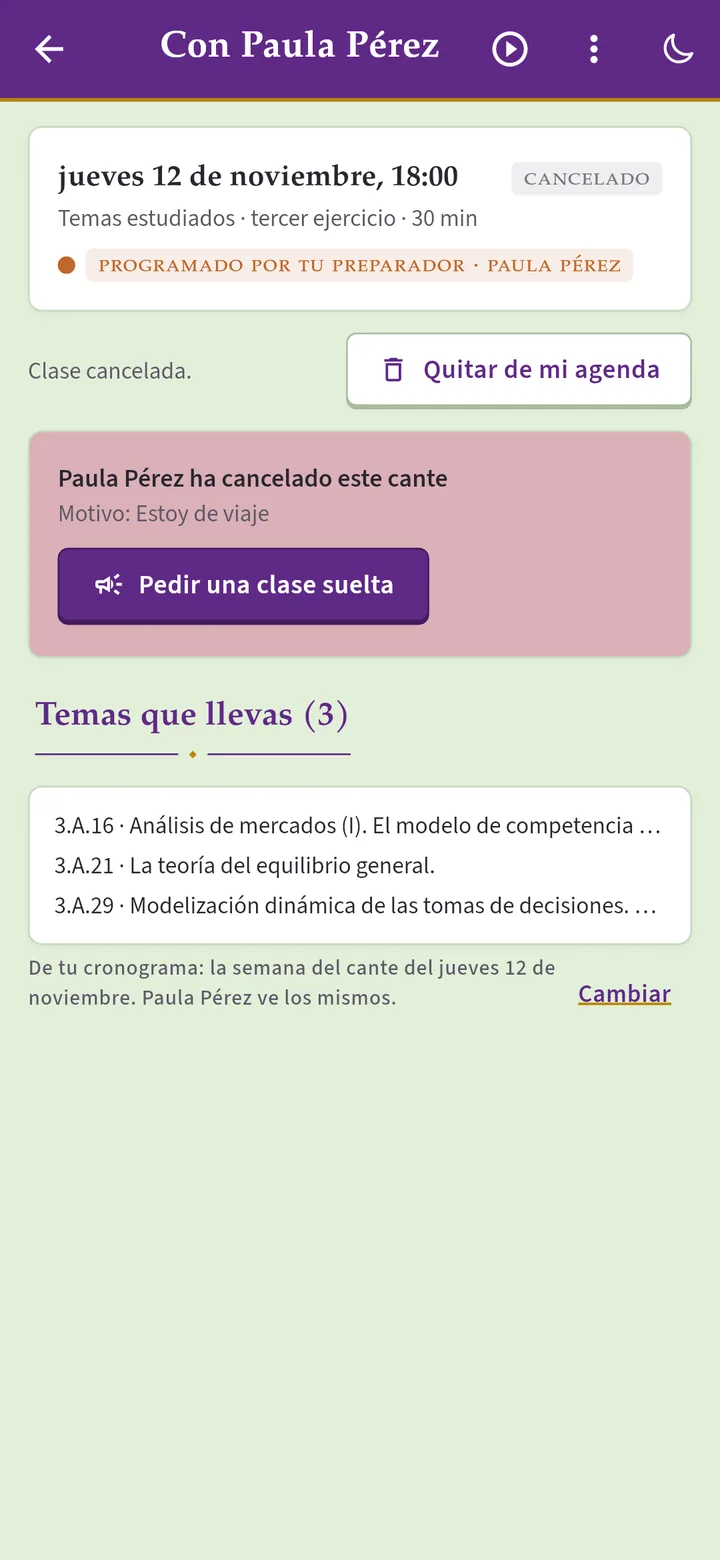 Con Paula Pérez
jueves 12 de noviembre, 18:00
CANCELADO
Temas estudiados · tercer ejercicio · 30 min
PROGRAMADO POR TU PREPARADOR · PAULA PÉREZ
Clase cancelada.
Quitar de mi agenda
Paula Pérez ha cancelado este cante
Motivo: Estoy de viaje
Pedir una clase suelta
Temas que llevas (3)
3.A.16 · Análisis de mercados (I). El modelo de competencia …
3.A.21 · La teoría del equilibrio general.
3.A.29 · Modelización dinámica de las tomas de decisiones. …
De tu cronograma: la semana del cante del jueves 12 de
noviembre. Paula Pérez ve los mismos.
Cambiar